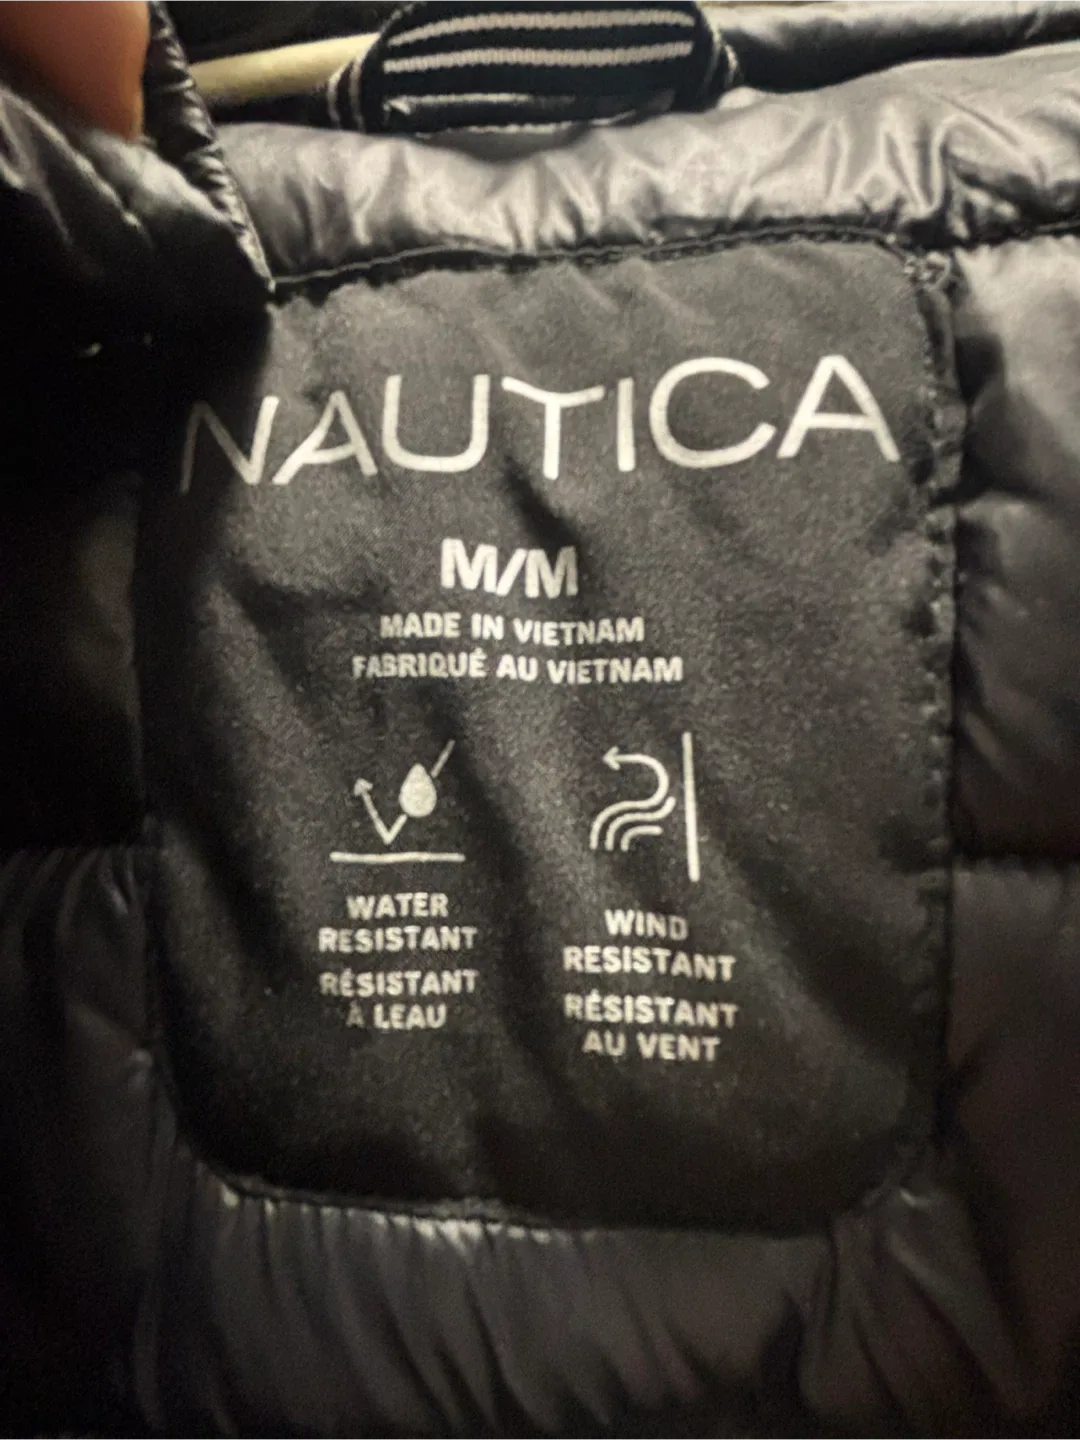 NAUTICA
M/M
MADE IN VIETNAM
FABRIQUÉ AU VIETNAM
WATER
RESISTANT
RÉSISTANT
À LEAU
WIND
RESISTANT
RÉSISTANT
AU VENT